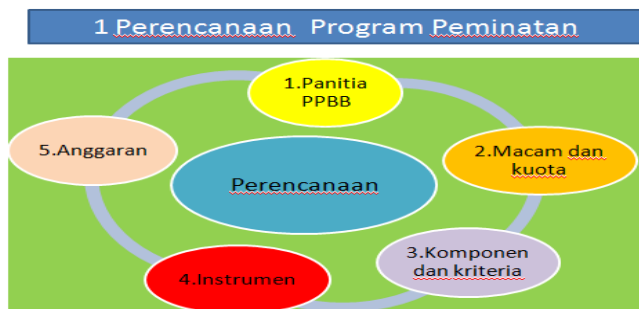 1 Perencanaan Program Peminatan
1.Panitia
PPBB
2.Macam dan
kuota
3.Komponen
dan kriteria
4.Instrumen
5.Anggaran
Perencanaan